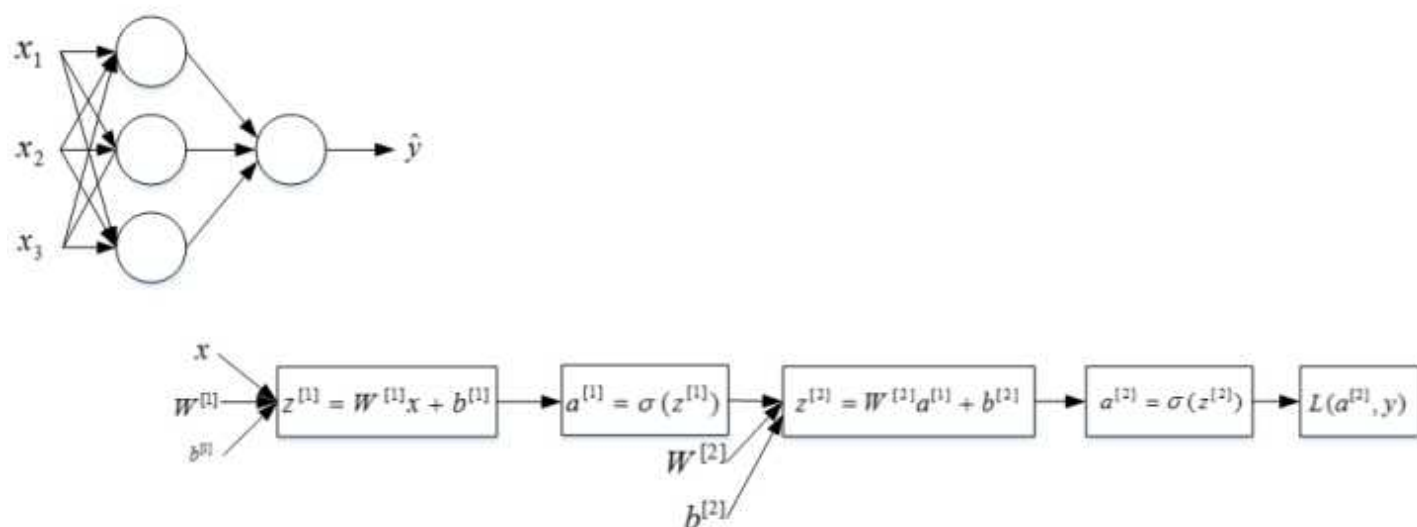 x₁
x₂
ŷ
x₃
x
W^[1]
b^[1]
z^[1] = W^[1]x + b^[1]
a^[1] = σ(z^[1])
W^[2]
b^[2]
z^[2] = W^[2]a^[1] + b^[2]
a^[2] = σ(z^[2])
L(a^[2], y)